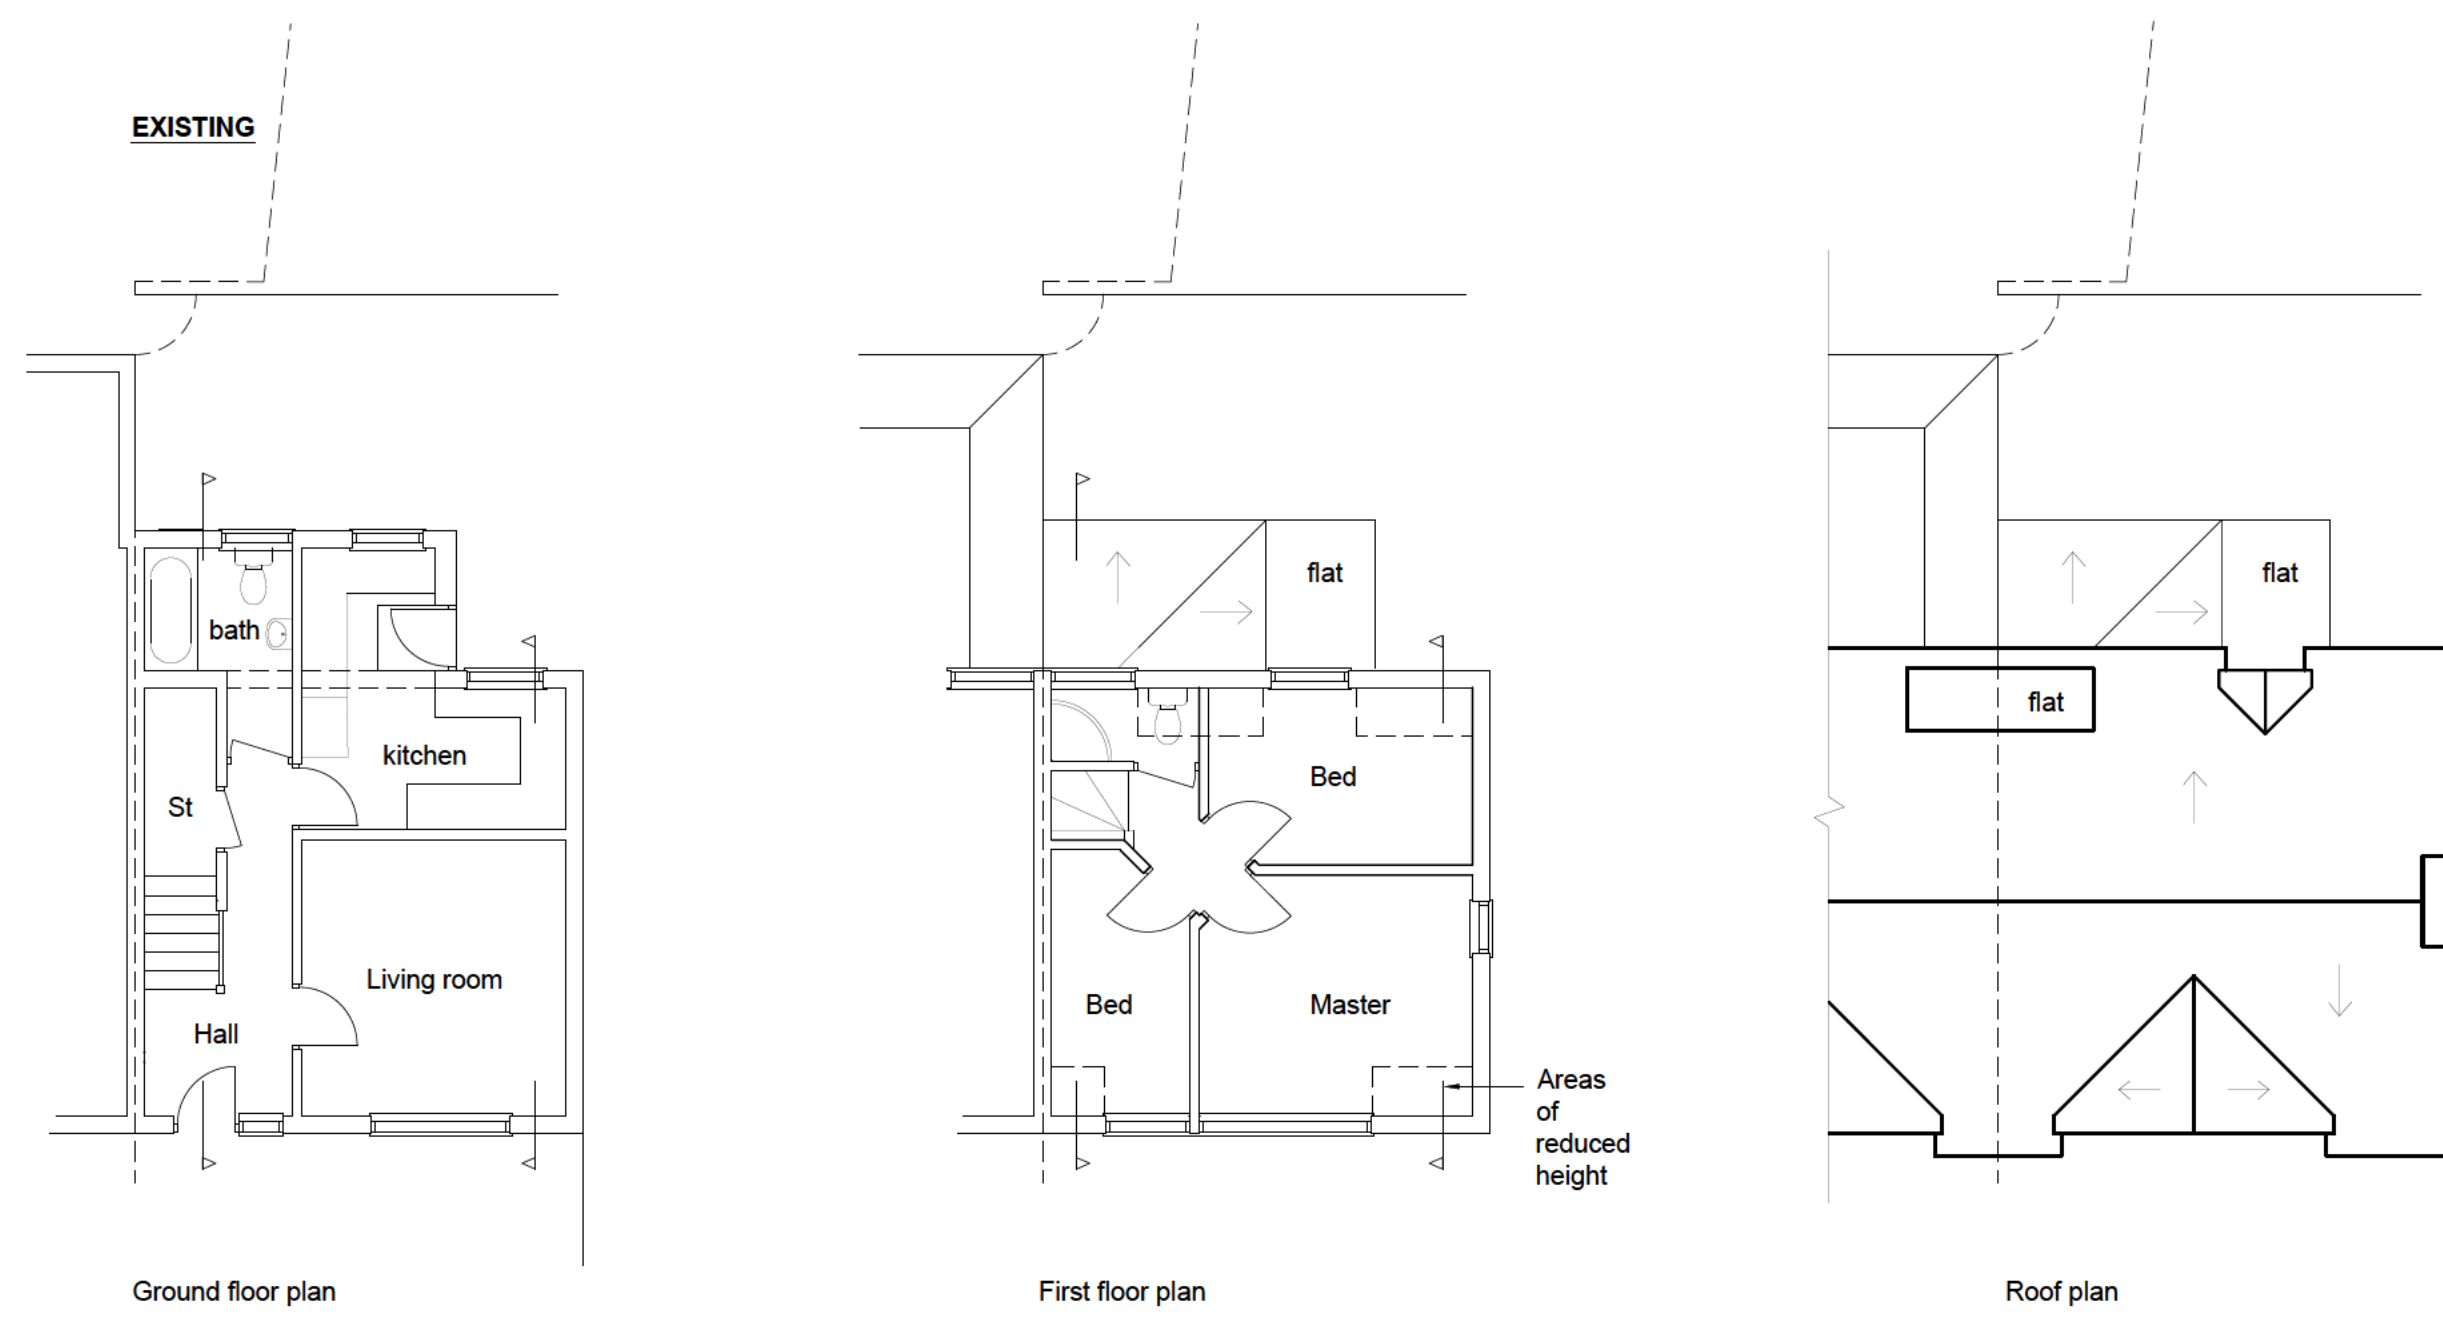 EXISTING
bath
kitchen
St
Living room
Hall
Ground floor plan
flat
Bed
Bed
Master
Areas
of
reduced
height
First floor plan
flat
flat
Roof plan